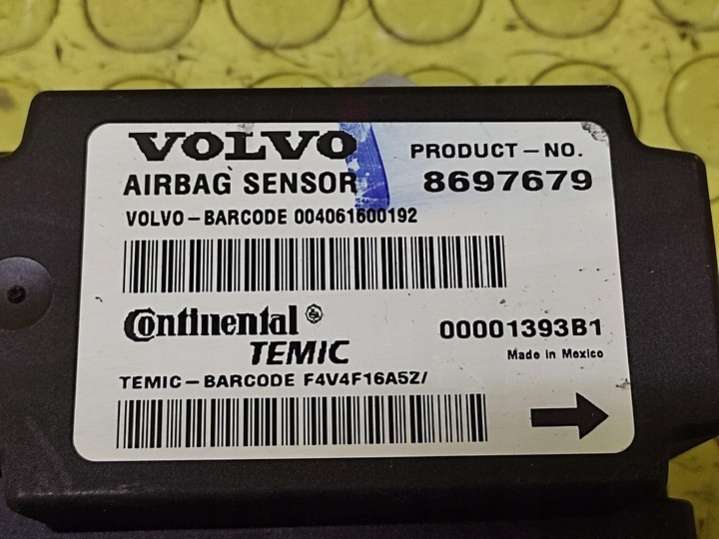 VOLVO
PRODUCT-NO.
AIRBAG SENSOR
8697679
VOLVO-BARCODE 004061600192
Continental
TEMIC
00001393B1
Made in Mexico
TEMIC-BARCODE F4V4F16A5Z/